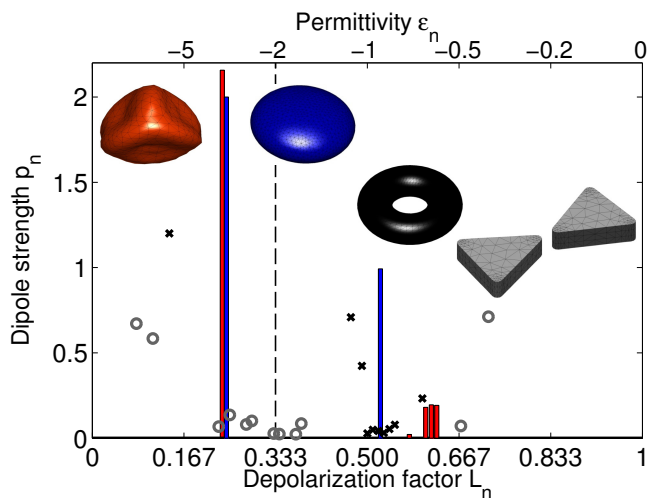 Permittivity ε_n
−5 −2 −1 −0.5 −0.2 0
Dipole strength p_n
2
1.5
1
0.5
0
0 0.167 0.333 0.500 0.667 0.833 1
Depolarization factor L_n